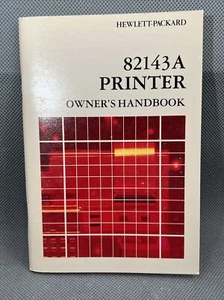 HEWLETT-PACKARD
82143A
PRINTER
OWNER'S HANDBOOK